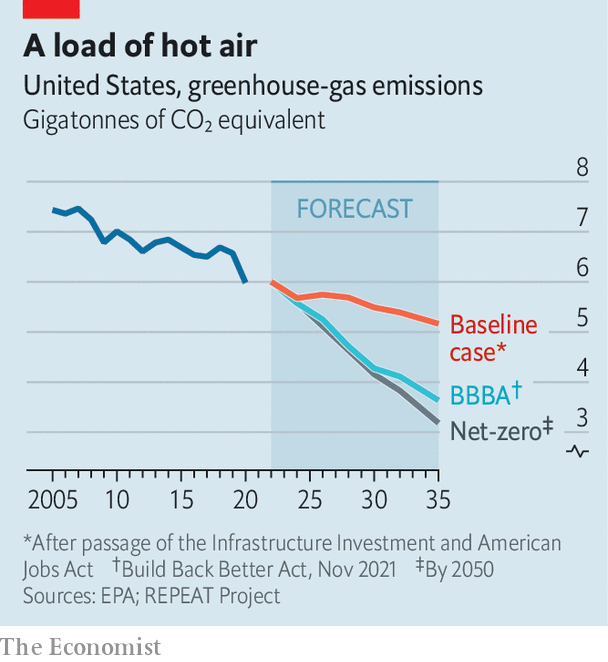 A load of hot air
United States, greenhouse-gas emissions
Gigatonnes of CO₂ equivalent
8
FORECAST
7
6
5
Baseline
case*
4
BBBA†
3
Net-zero‡
2005 10 15 20 25 30 35
*After passage of the Infrastructure Investment and American
Jobs Act †Build Back Better Act, Nov 2021 ‡By 2050
Sources: EPA; REPEAT Project
The Economist